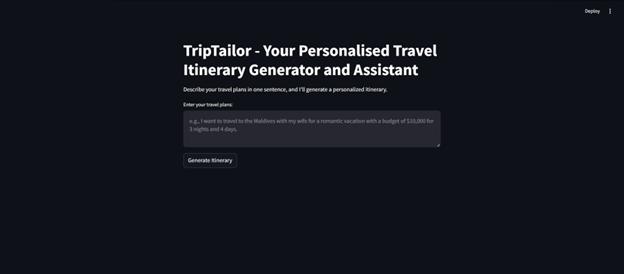 Deploy
TripTailor - Your Personalised Travel
Itinerary Generator and Assistant
Describe your travel plans in one sentence, and I'll generate a personalized itinerary.
Enter your travel plans:
e.g., I want to travel to the Maldives with my wife for a romantic vacation with a budget of $10,000 for
3 nights and 4 days.
Generate Itinerary